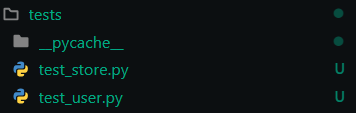 tests
__pycache__
test_store.py U
test_user.py U